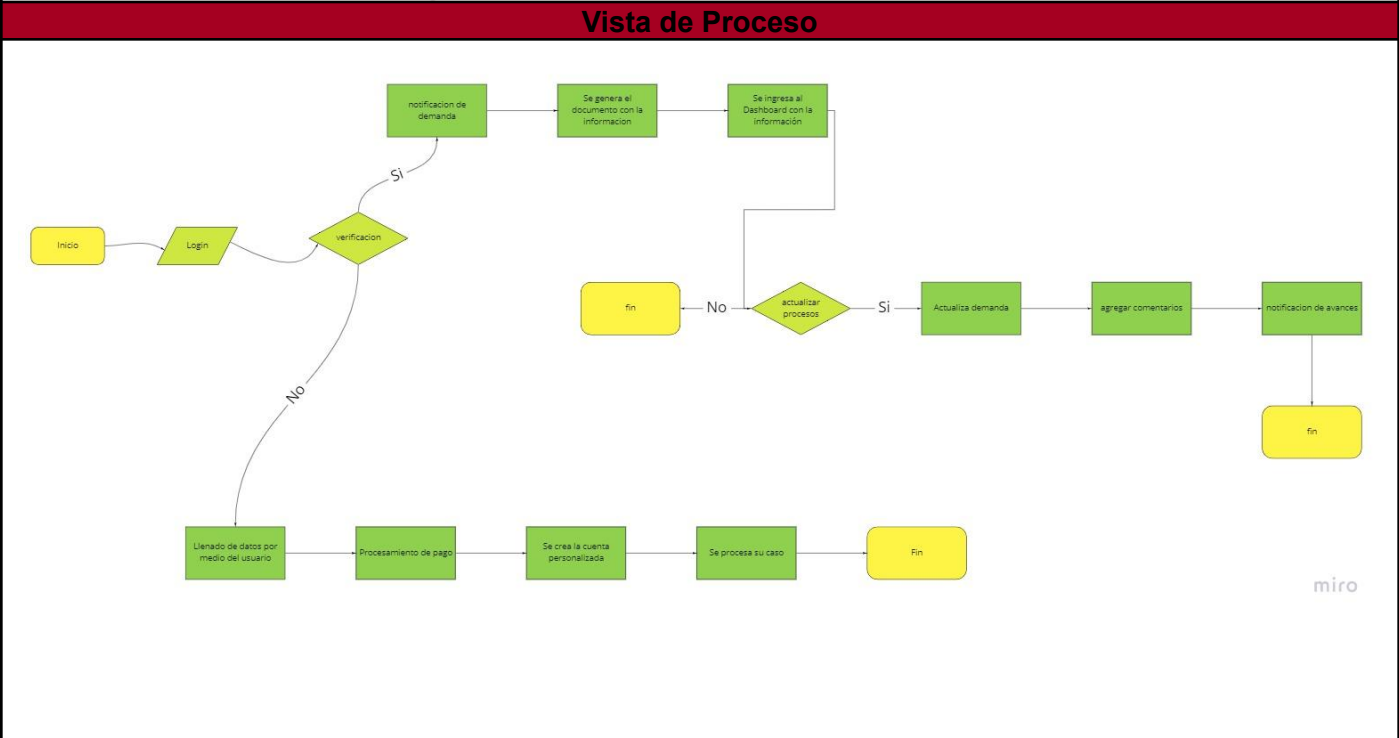 Vista de Proceso
notificacion de
demanda
Se genera el
documento con la
informacion
Se ingresa al
Dashboard con la
información
Si
Inicio
Login
verificacion
fin
No
actualizar
procesos
Si
Actualiza demanda
agregar comentarios
notificacion de avances
No
fin
Llenado de datos por
medio del usuario
Procesamiento de pago
Se crea la cuenta
personalizada
Se procesa su caso
Fin
miro